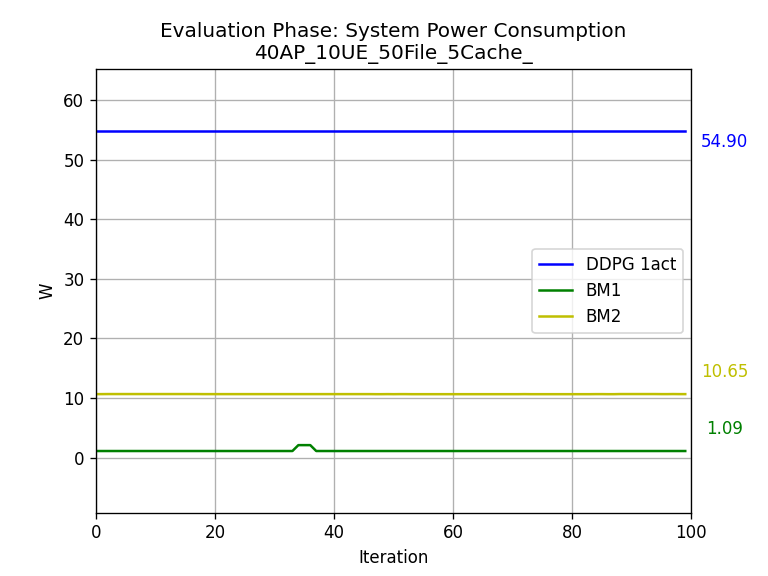 Evaluation Phase: System Power Consumption
40AP_10UE_50File_5Cache_
60
50
40
30
20
10
0
W
54.90
DDPG 1act
BM1
BM2
10.65
1.09
0
20
40
60
80
100
Iteration